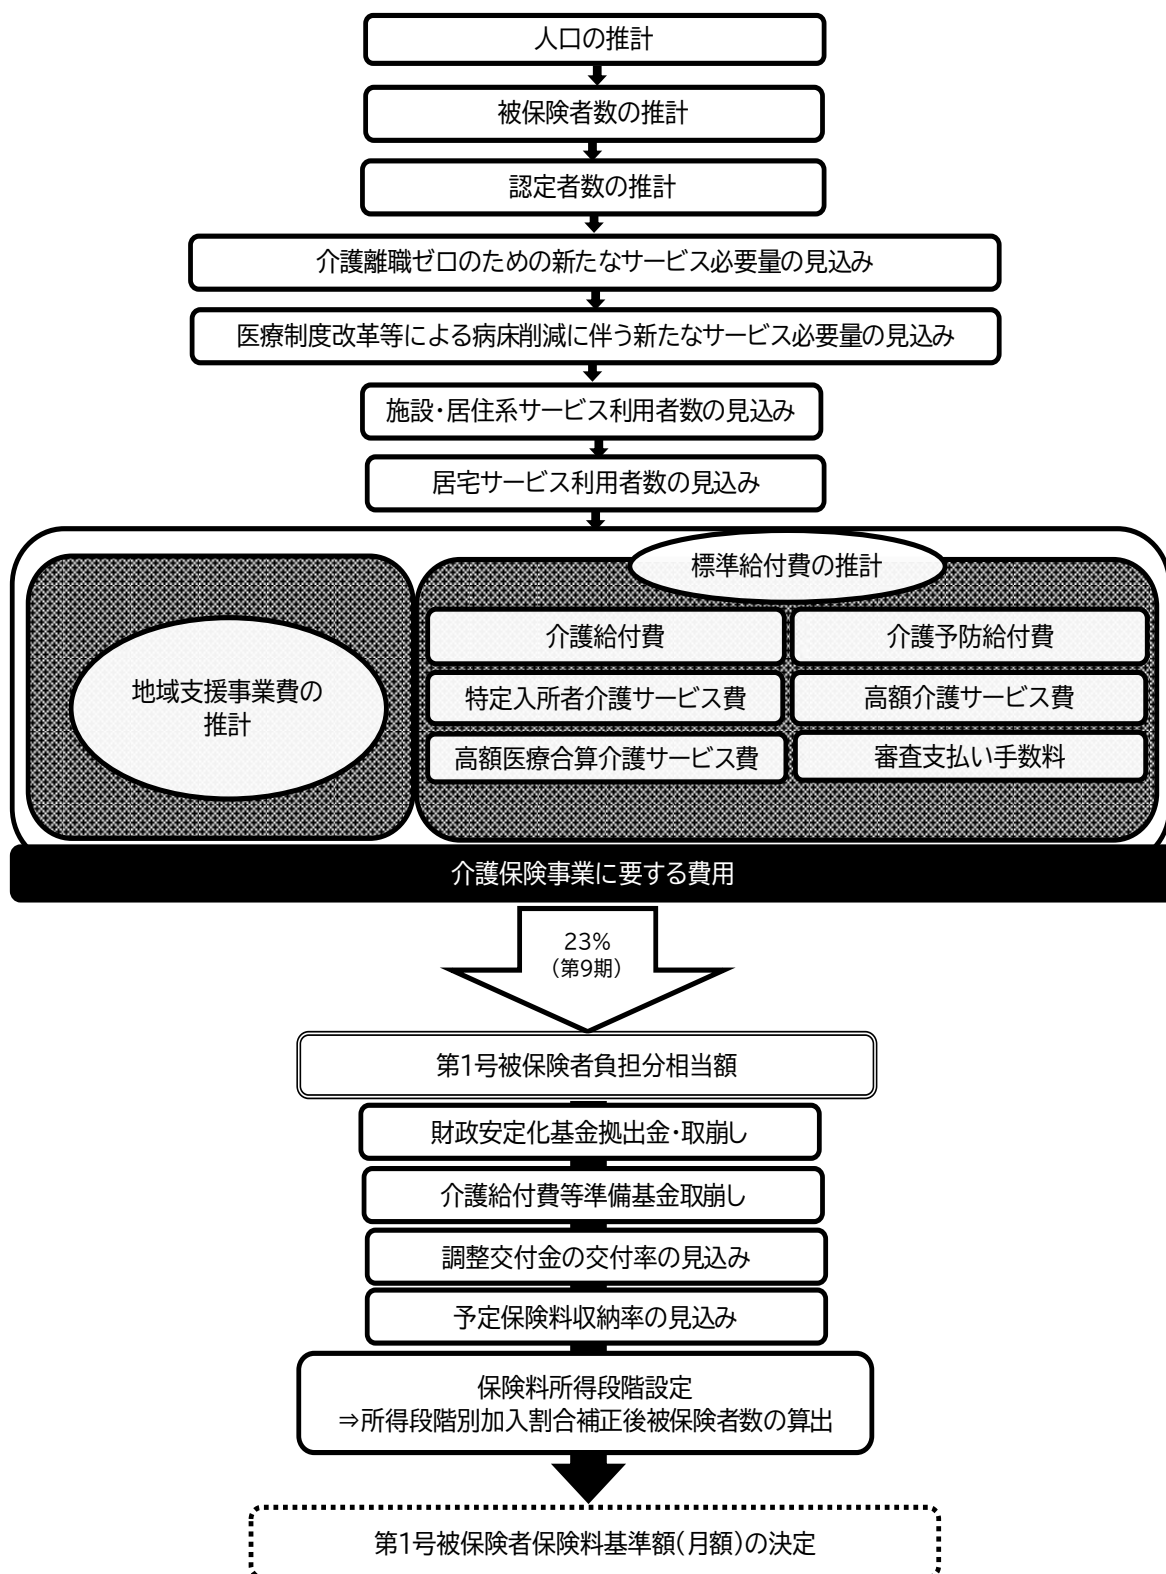 人口の推計
被保険者数の推計
認定者数の推計
介護離職ゼロのための新たなサービス必要量の見込み
医療制度改革等による病床削減に伴う新たなサービス必要量の見込み
施設・居住系サービス利用者数の見込み
居宅サービス利用者数の見込み
標準給付費の推計
地域支援事業費の
推計
介護給付費
介護予防給付費
特定入所者介護サービス費
高額介護サービス費
高額医療合算介護サービス費
審査支払い手数料
介護保険事業に要する費用
23%
（第9期）
第1号被保険者負担分相当額
財政安定化基金拠出金・取崩し
介護給付費等準備基金取崩し
調整交付金の交付率の見込み
予定保険料収納率の見込み
保険料所得段階設定
⇒所得段階別加入割合補正後被保険者数の算出
第1号被保険者保険料基準額（月額）の決定